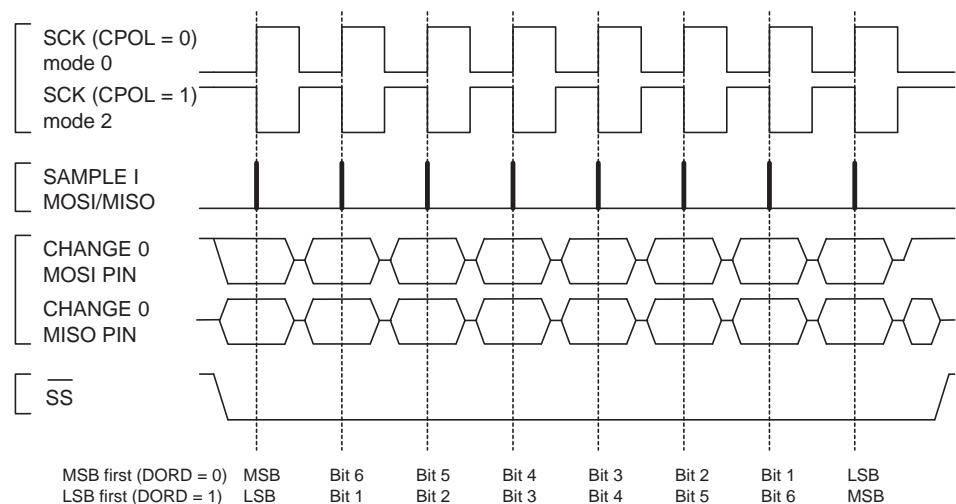 SCK (CPOL = 0)
mode 0
SCK (CPOL = 1)
mode 2
SAMPLE I
MOSI/MISO
CHANGE 0
MOSI PIN
CHANGE 0
MISO PIN
SS
MSB first (DORD = 0) MSB Bit 6 Bit 5 Bit 4 Bit 3 Bit 2 Bit 1 LSB
LSB first (DORD = 1) LSB Bit 1 Bit 2 Bit 3 Bit 4 Bit 5 Bit 6 MSB